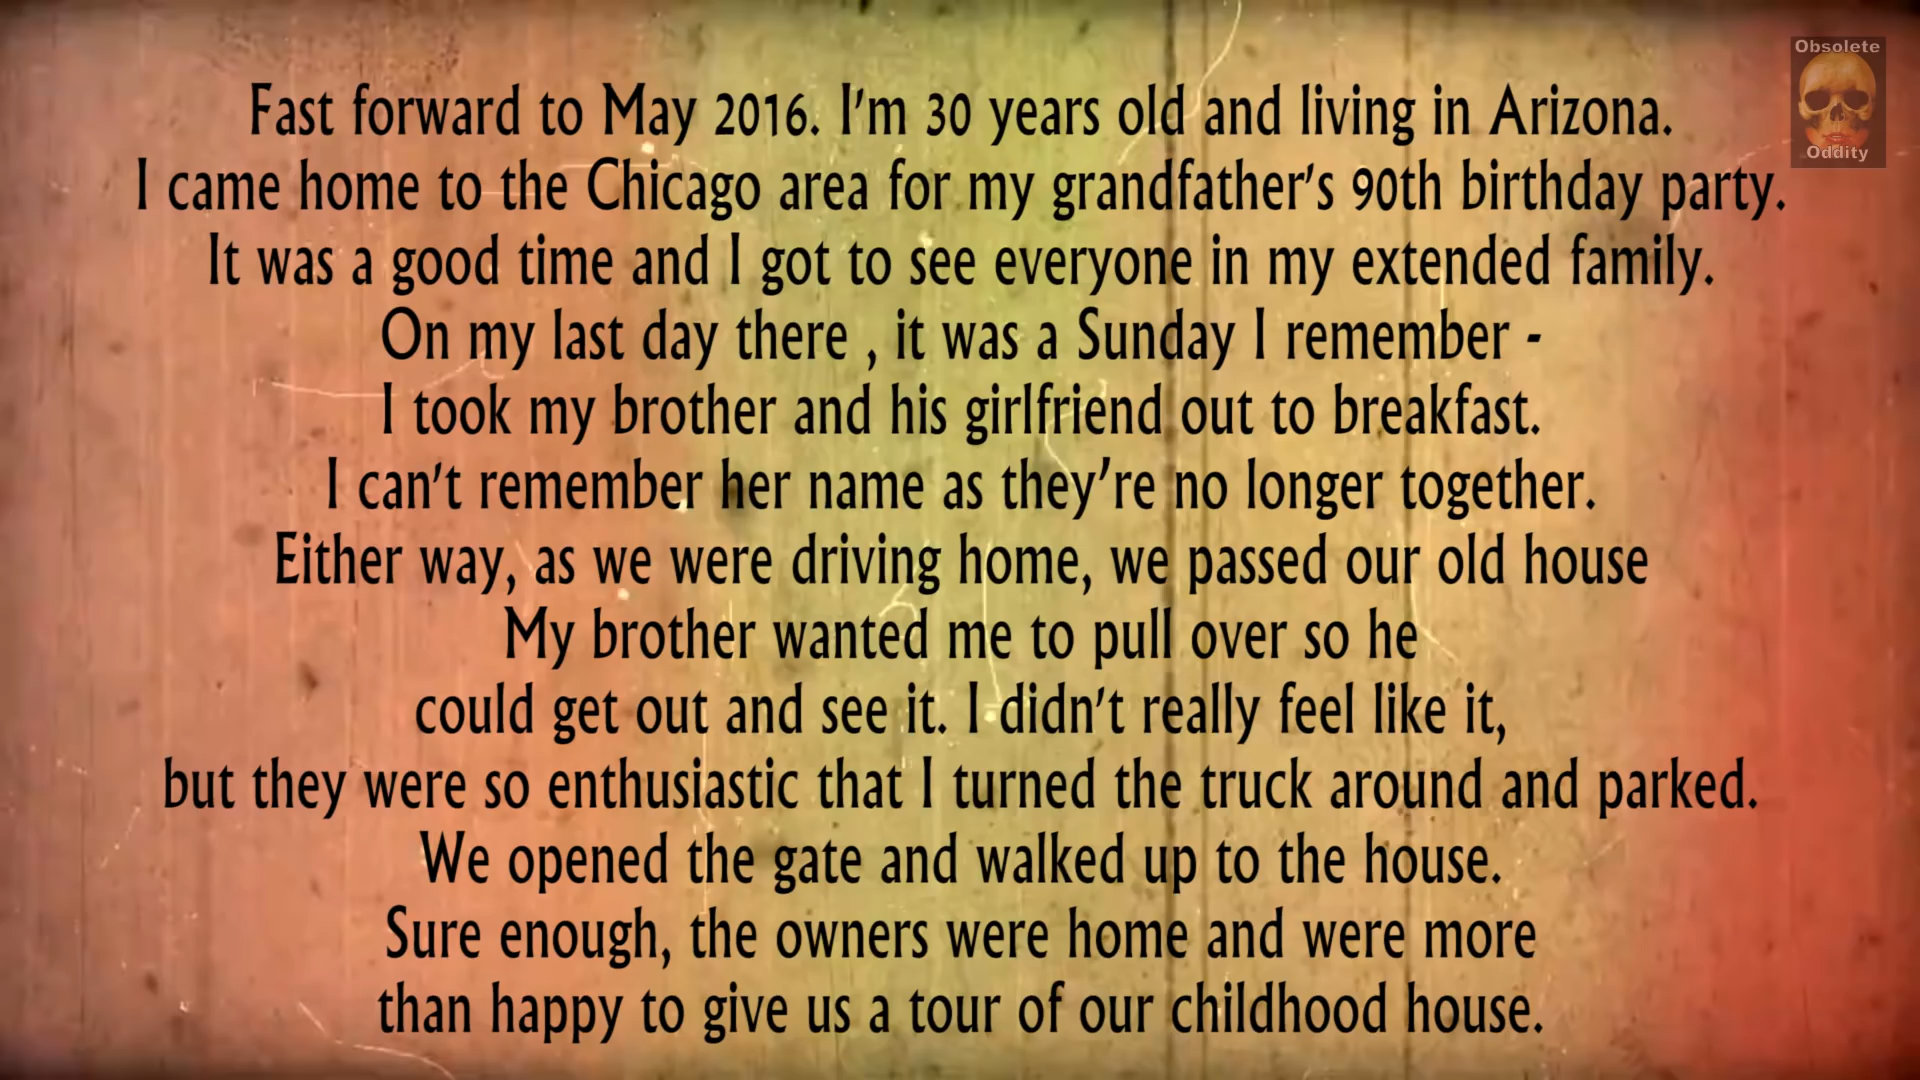 Obsolete
Oddity
Fast forward to May 2016. I'm 30 years old and living in Arizona.
I came home to the Chicago area for my grandfather's 90th birthday party.
It was a good time and I got to see everyone in my extended family.
On my last day there , it was a Sunday I remember -
I took my brother and his girlfriend out to breakfast.
I can't remember her name as they're no longer together.
Either way, as we were driving home, we passed our old house
My brother wanted me to pull over so he
could get out and see it. I didn't really feel like it,
but they were so enthusiastic that I turned the truck around and parked.
We opened the gate and walked up to the house.
Sure enough, the owners were home and were more
than happy to give us a tour of our childhood house.